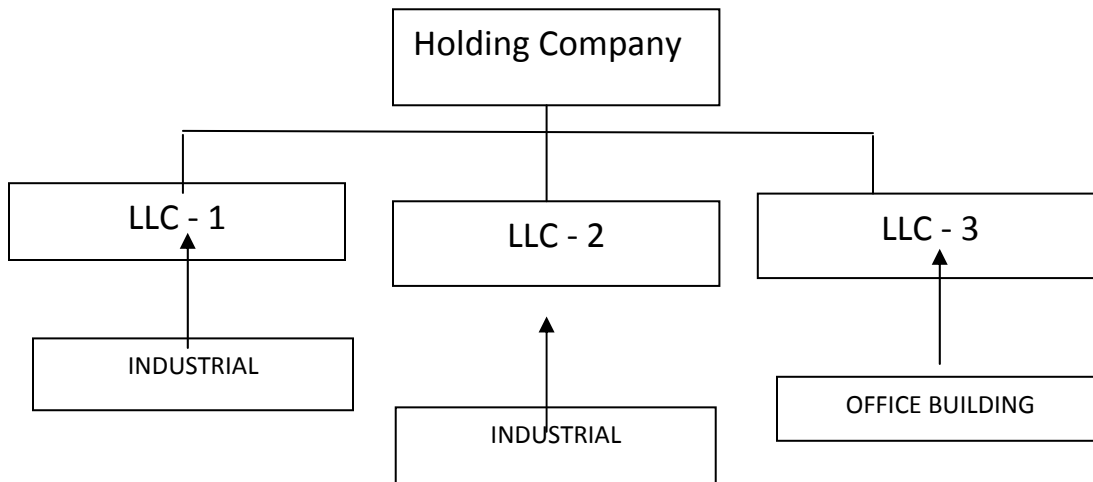 Holding Company
LLC - 1
LLC - 2
LLC - 3
INDUSTRIAL
INDUSTRIAL
OFFICE BUILDING